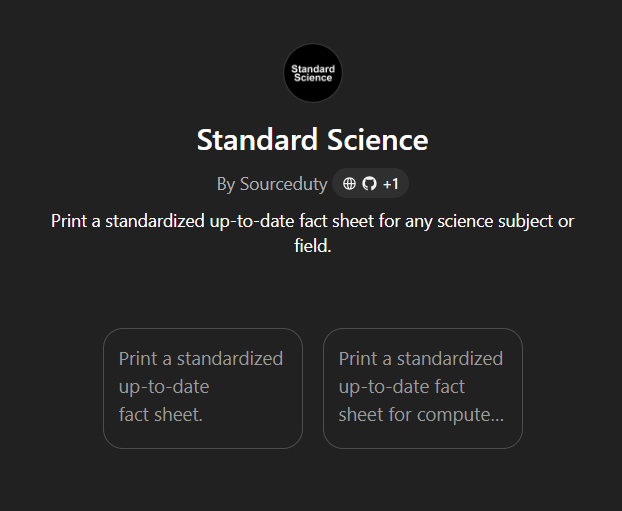 Standard
Science
Standard Science
By Sourceduty +1
Print a standardized up-to-date fact sheet for any science subject or
field.
Print a standardized
up-to-date
fact sheet.
Print a standardized
up-to-date fact
sheet for compute...